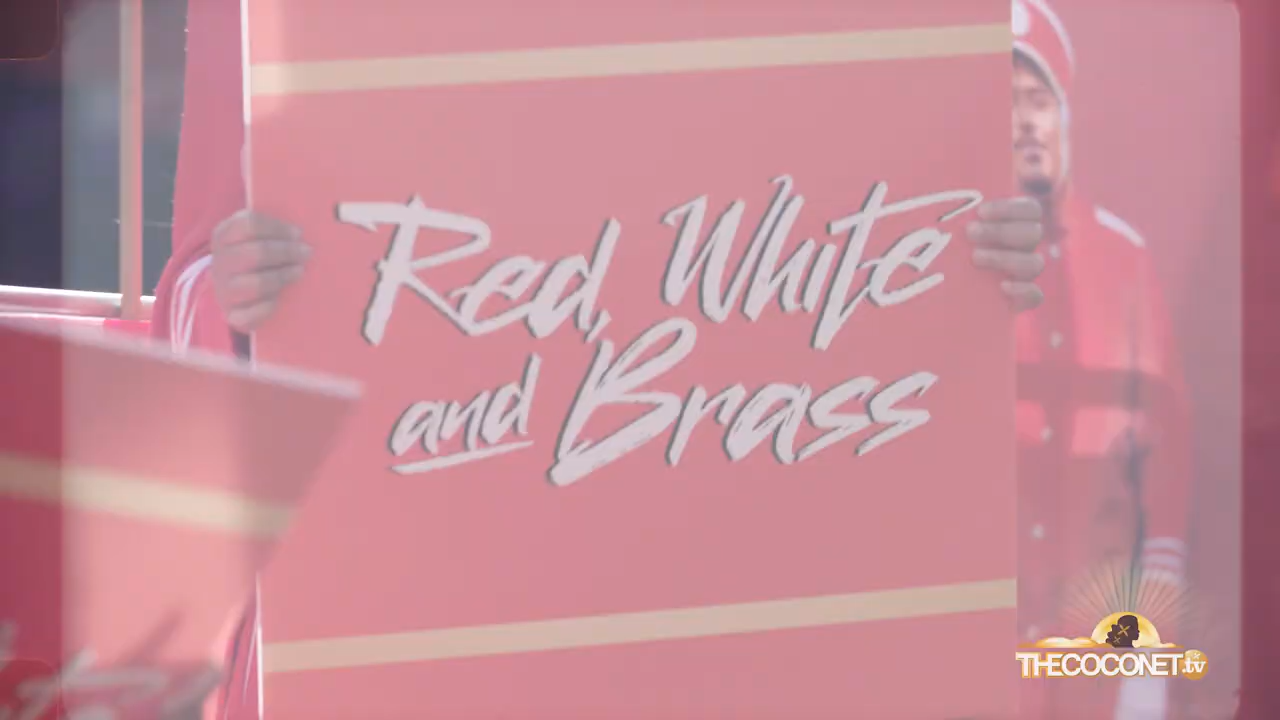 Red, White
and Brass
THECOCONET.tv